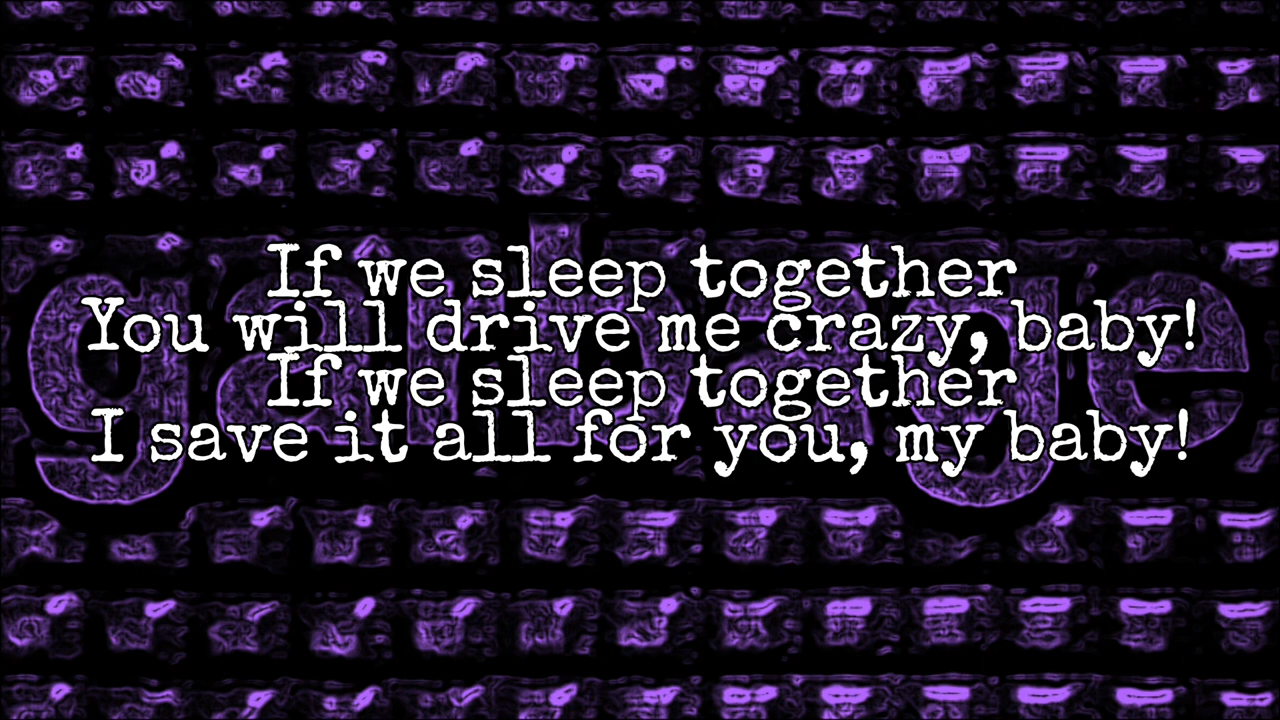 If we sleep together
You will drive me crazy, baby!
If we sleep together
I save it all for you, my baby!
garbage